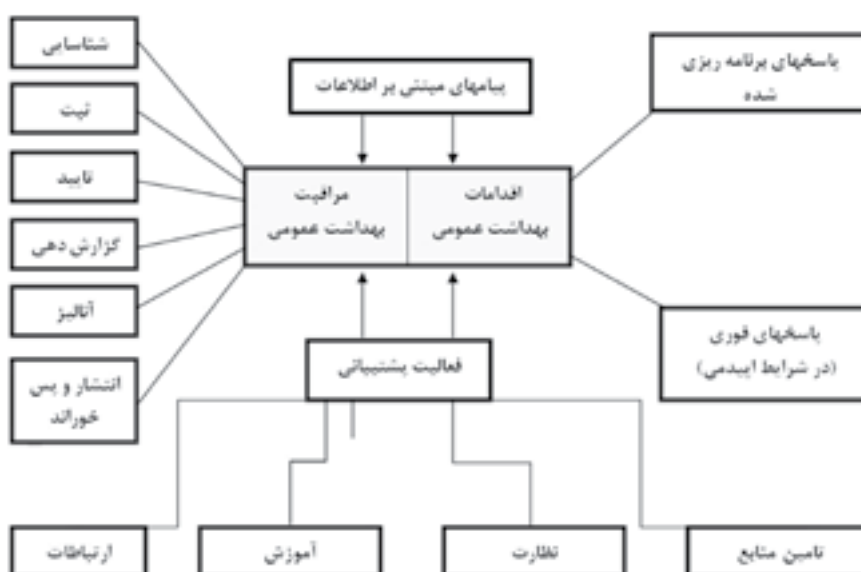 شناسایی
ثبت
تایید
گزارش دهی
آنالیز
انتشار و پس
خوراند
پیامهای مبتنی بر اطلاعات
مراقبت
بهداشت عمومی
اقدامات
بهداشت عمومی
پاسخهای برنامه ریزی
شده
پاسخهای فوری
(در شرایط اپیدمی)
فعالیت پشتیبانی
ارتباطات
آموزش
نظارت
تامین منابع